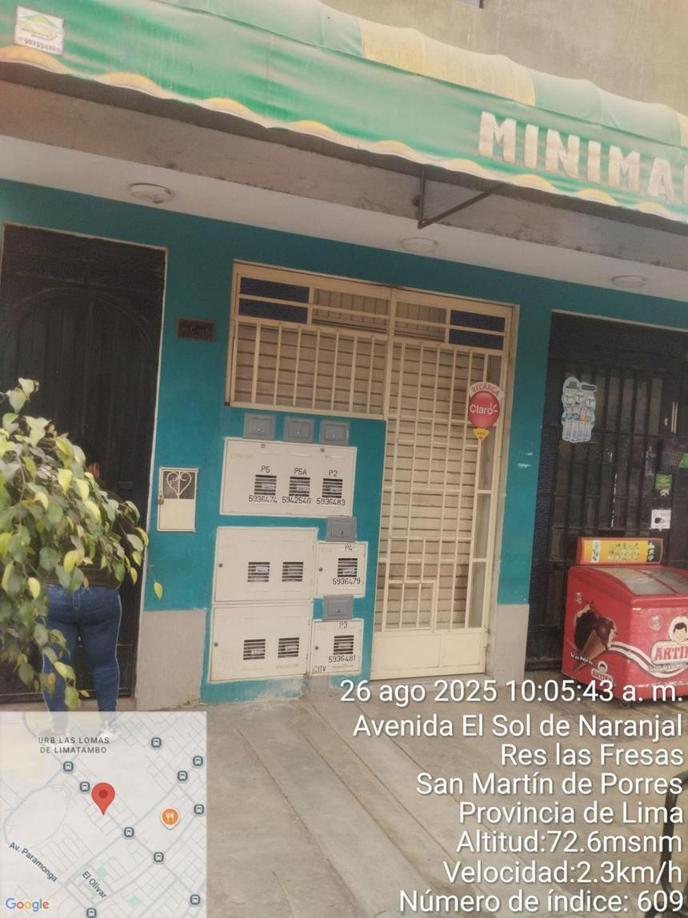 MINIMA
RECARGA
Claro
P5 P5A P2
5936474 5942540 5936483
P4
5936479
P3
5936481
ARTI
26 ago 2025 10:05:43 a. m.
Avenida El Sol de Naranjal
Res las Fresas
San Martín de Porres
Provincia de Lima
Altitud:72.6msnm
Velocidad:2.3km/h
Número de índice: 609
URB LAS LOMAS
DE LIMATAMBO
Av. Paramonga
El Olivar
Google